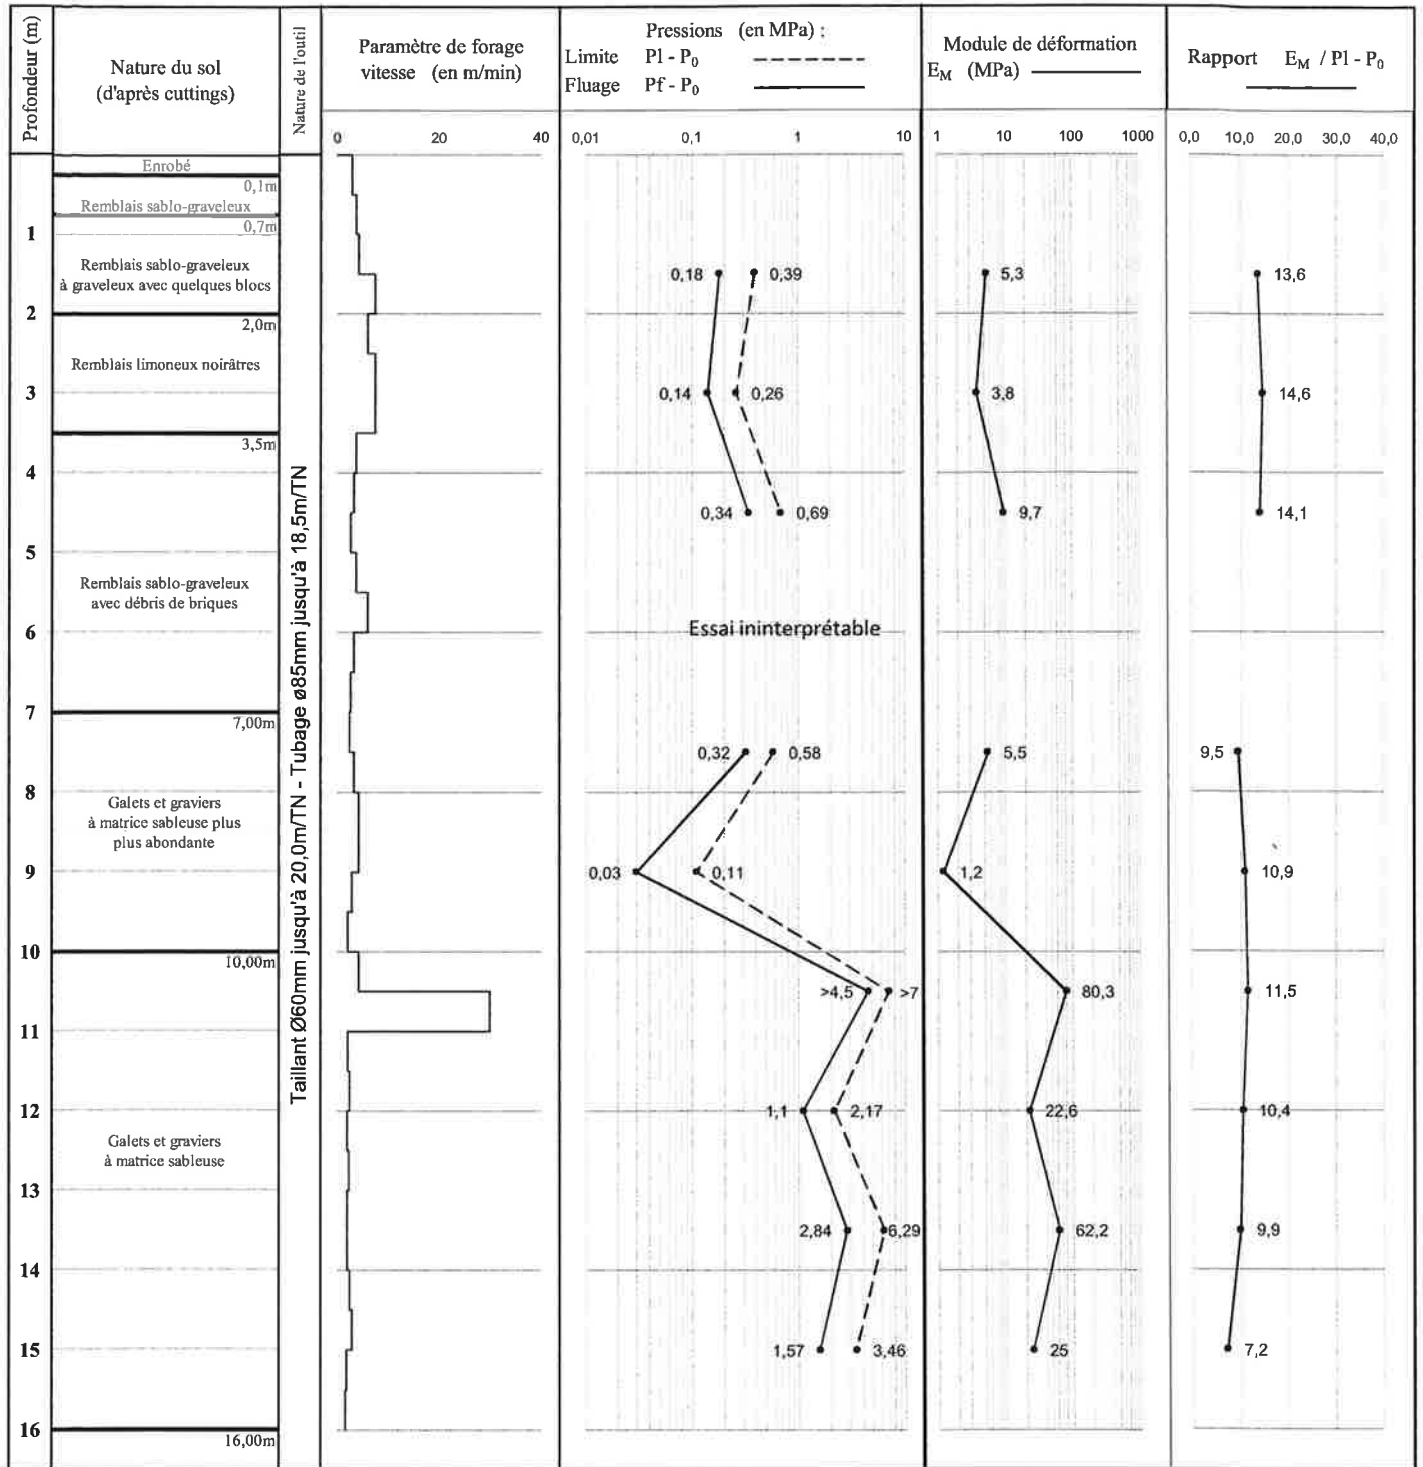 Profondeur (m)
Nature du sol
(d'après cuttings)
Nature de l'outil
Paramètre de forage
vitesse (en m/min)
Pressions (en MPa) :
Limite Pl - P0
Fluage Pf - P0
Module de déformation
EM (MPa)
Rapport EM / Pl - P0
0 20 40
0,01 0,1 1 10
1 10 100 1000
0,0 10,0 20,0 30,0 40,0
Enrobé
0,1m
Remblais sablo-graveleux
0,7m
1
Remblais sablo-graveleux
à graveleux avec quelques blocs
0,18 0,39 5,3 13,6
2
2,0m
Remblais limoneux noirâtres
3
0,14 0,26 3,8 14,6
3,5m
4
0,34 0,69 9,7 14,1
5
Remblais sablo-graveleux
avec débris de briques
6
Essai ininterprétable
7
7,00m
0,32 0,58 5,5 9,5
8
Galets et graviers
à matrice sableuse plus
plus abondante
9
0,03 0,11 1,2 10,9
10
10,00m
>4,5 >7 80,3 11,5
11
12
1,1 2,17 22,6 10,4
Galets et graviers
à matrice sableuse
13
2,84 6,29 62,2 9,9
14
15
1,57 3,46 25 7,2
16
16,00m
Taillant Ø60mm jusqu'à 20,0m/TN - Tubage ø85mm jusqu'à 18,5m/TN